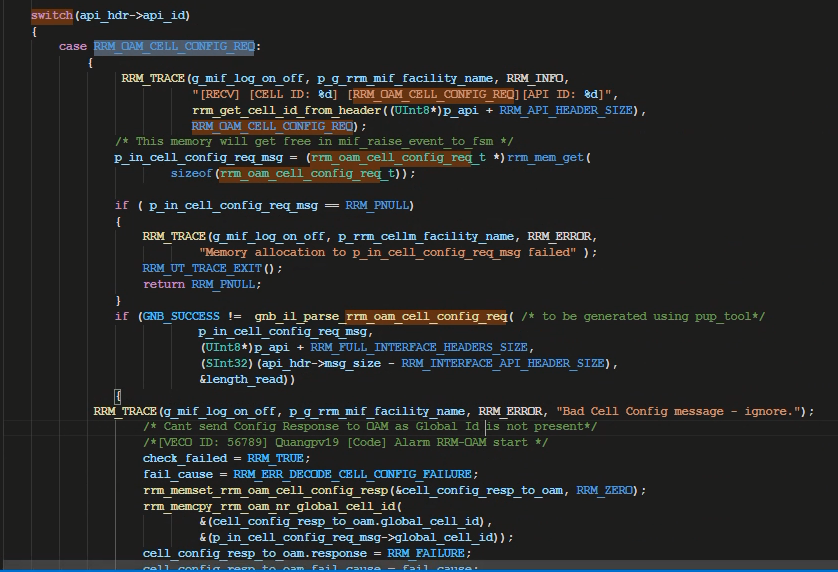 switch(api_hdr->api_id)
{
case RRM_OAM_CELL_CONFIG_REQ:
{
RRM_TRACE(g_mif_log_on_off, p_g_rrm_mif_facility_name, RRM_INFO,
"[RECV] [CELL ID: %d] [RRM_OAM_CELL_CONFIG_REQ][API ID: %d]",
rrm_get_cell_id_from_header((UInt8*)p_api + RRM_API_HEADER_SIZE),
RRM_OAM_CELL_CONFIG_REQ);
/* This memory will get free in mif_raise_event_to_fsm */
p_in_cell_config_req_msg = (rrm_oam_cell_config_req_t *)rrm_mem_get(
sizeof(rrm_oam_cell_config_req_t));
if ( p_in_cell_config_req_msg == RRM_PNULL)
{
RRM_TRACE(g_mif_log_on_off, p_rrm_cellm_facility_name, RRM_ERROR,
"Memory allocation to p_in_cell_config_req_msg failed" );
RRM_UT_TRACE_EXIT();
return RRM_PNULL;
}
if (GNB_SUCCESS != gnb_il_parse_rrm_oam_cell_config_req( /* to be generated using pup_tool*/
p_in_cell_config_req_msg,
(UInt8*)p_api + RRM_FULL_INTERFACE_HEADERS_SIZE,
(SInt32)(api_hdr->msg_size - RRM_INTERFACE_API_HEADER_SIZE),
&length_read))
{
RRM_TRACE(g_mif_log_on_off, p_g_rrm_mif_facility_name, RRM_ERROR, "Bad Cell Config message - ignore.");
/* Cant send Config Response to OAM as Global Id is not present*/
/*[VECO ID: 56789] Quangpv19 [Code] Alarm RRM-OAM start */
check_failed = RRM_TRUE;
fail_cause = RRM_ERR_DECODE_CELL_CONFIG_FAILURE;
rrm_memset_rrm_oam_cell_config_resp(&cell_config_resp_to_oam, RRM_ZERO);
rrm_memcpy_rrm_oam_nr_global_cell_id(
&(cell_config_resp_to_oam.global_cell_id),
&(p_in_cell_config_req_msg->global_cell_id));
cell_config_resp_to_oam.response = RRM_FAILURE;
cell_config_resp_to_oam.fail_cause = fail_cause;